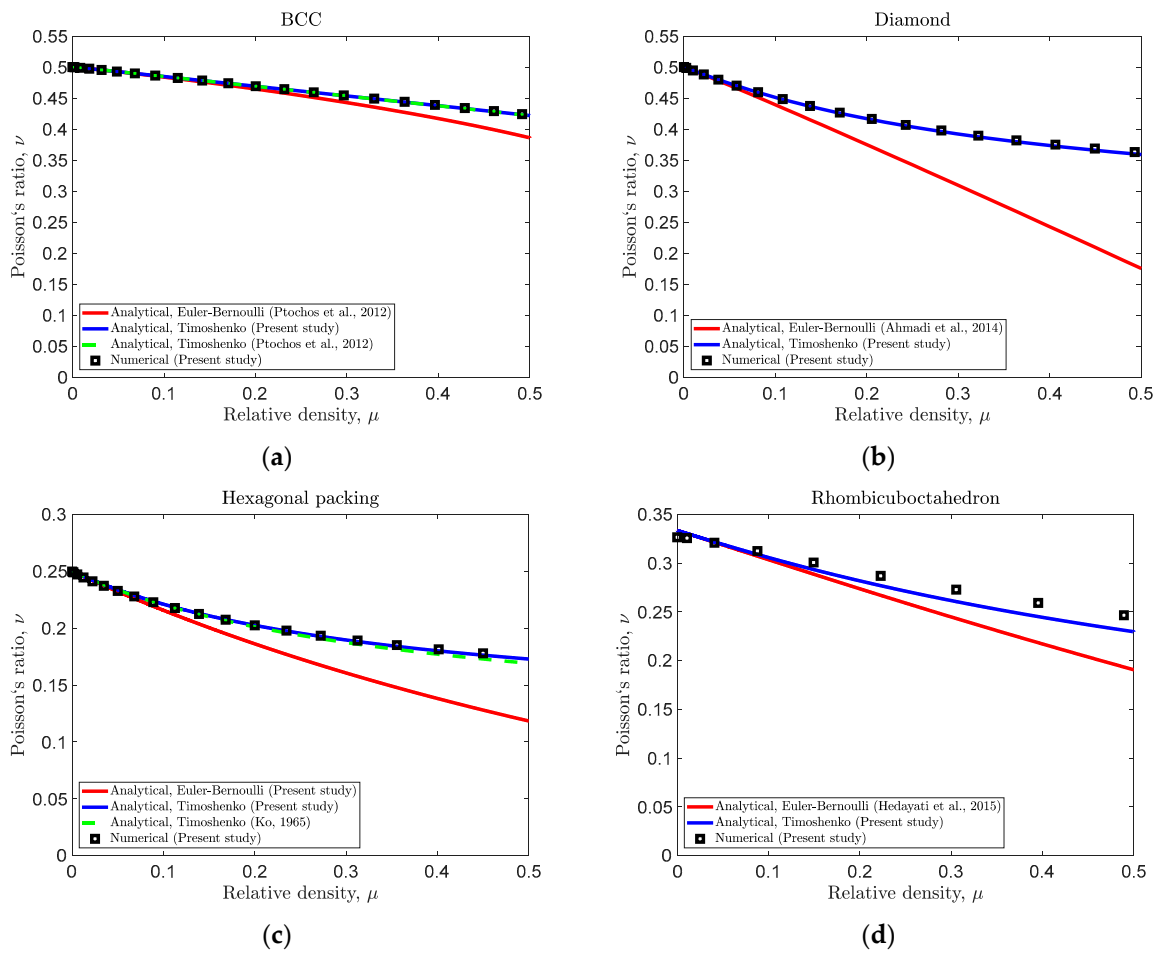 BCC
0.55
0.5
0.45
0.4
0.35
0.3
0.25
0.2
0.15
0.1
0.05
0
Poisson‘s ratio, ν
Analytical, Euler-Bernoulli (Ptochos et al., 2012)
Analytical, Timoshenko (Present study)
Analytical, Timoshenko (Ptochos et al., 2012)
Numerical (Present study)
0 0.1 0.2 0.3 0.4 0.5
Relative density, μ
(a)
Diamond
0.55
0.5
0.45
0.4
0.35
0.3
0.25
0.2
0.15
0.1
0.05
0
Poisson‘s ratio, ν
Analytical, Euler-Bernoulli (Ahmadi et al., 2014)
Analytical, Timoshenko (Present study)
Numerical (Present study)
0 0.1 0.2 0.3 0.4 0.5
Relative density, μ
(b)
Hexagonal packing
0.3
0.25
0.2
0.15
0.1
0.05
0
Poisson‘s ratio, ν
Analytical, Euler-Bernoulli (Present study)
Analytical, Timoshenko (Present study)
Analytical, Timoshenko (Ko, 1965)
Numerical (Present study)
0 0.1 0.2 0.3 0.4 0.5
Relative density, μ
(c)
Rhombicuboctahedron
0.35
0.3
0.25
0.2
0.15
0.1
0.05
0
Poisson‘s ratio, ν
Analytical, Euler-Bernoulli (Hedayati et al., 2015)
Analytical, Timoshenko (Present study)
Numerical (Present study)
0 0.1 0.2 0.3 0.4 0.5
Relative density, μ
(d)